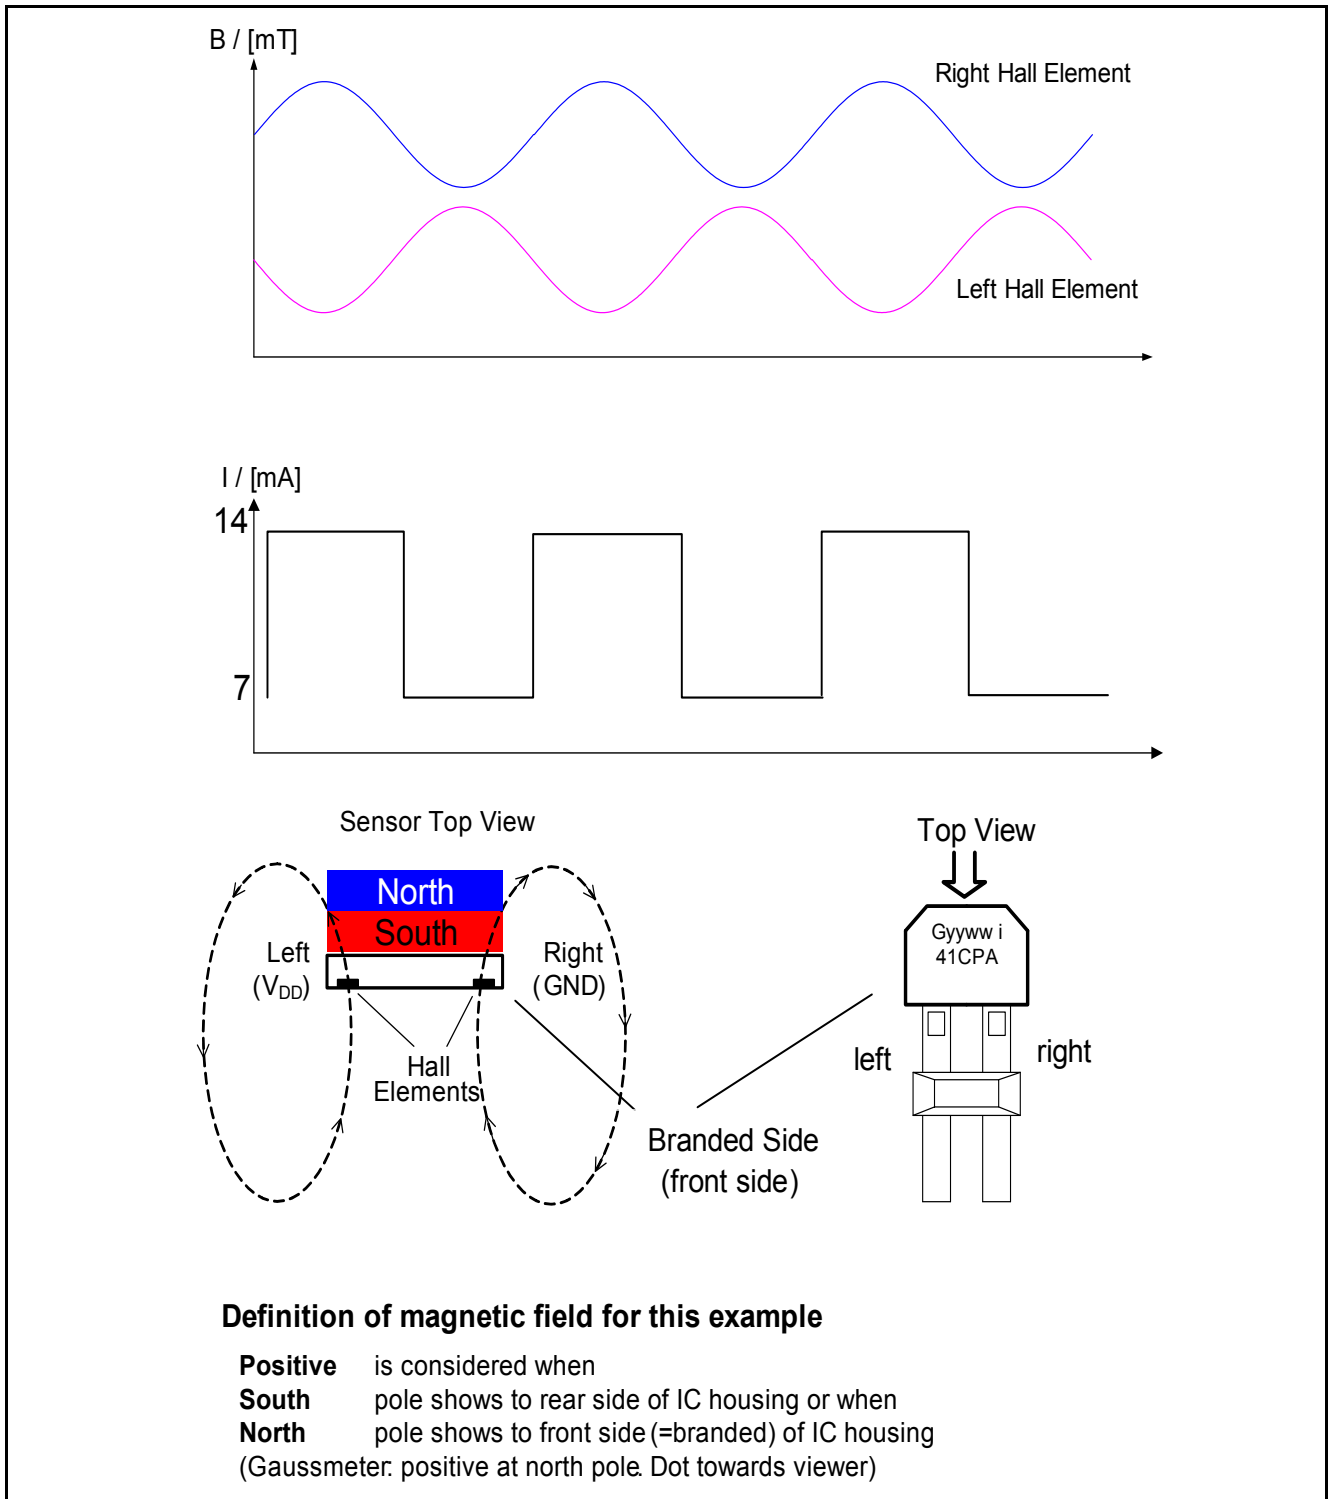 B / [mT]
Right Hall Element
Left Hall Element
I / [mA]
14
7
Sensor Top View
Top View
North
South
Left
(VDD)
Right
(GND)
Hall
Elements
Gyyww i
41CPA
left
right
Branded Side
(front side)
Definition of magnetic field for this example
Positive is considered when
South pole shows to rear side of IC housing or when
North pole shows to front side (=branded) of IC housing
(Gaussmeter: positive at north pole. Dot towards viewer)